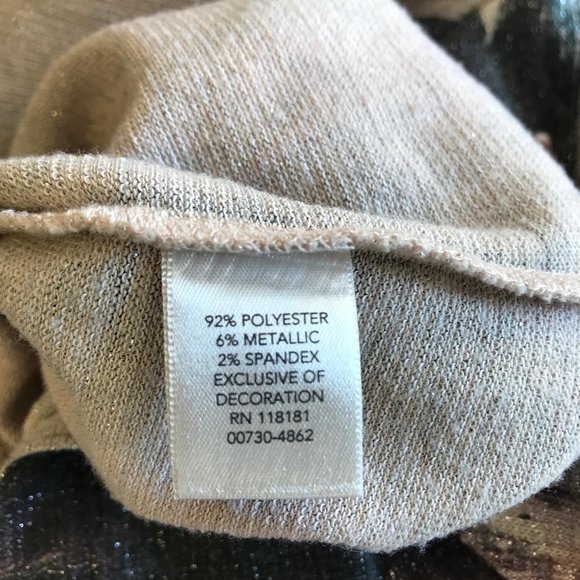 92% POLYESTER
6% METALLIC
2% SPANDEX
EXCLUSIVE OF
DECORATION
RN 118181
00730-4862